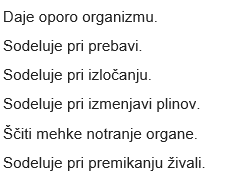 Daje oporo organizmu.
Sodeluje pri prebavi.
Sodeluje pri izločanju.
Sodeluje pri izmenjavi plinov.
Ščiti mehke notranje organe.
Sodeluje pri premikanju živali.